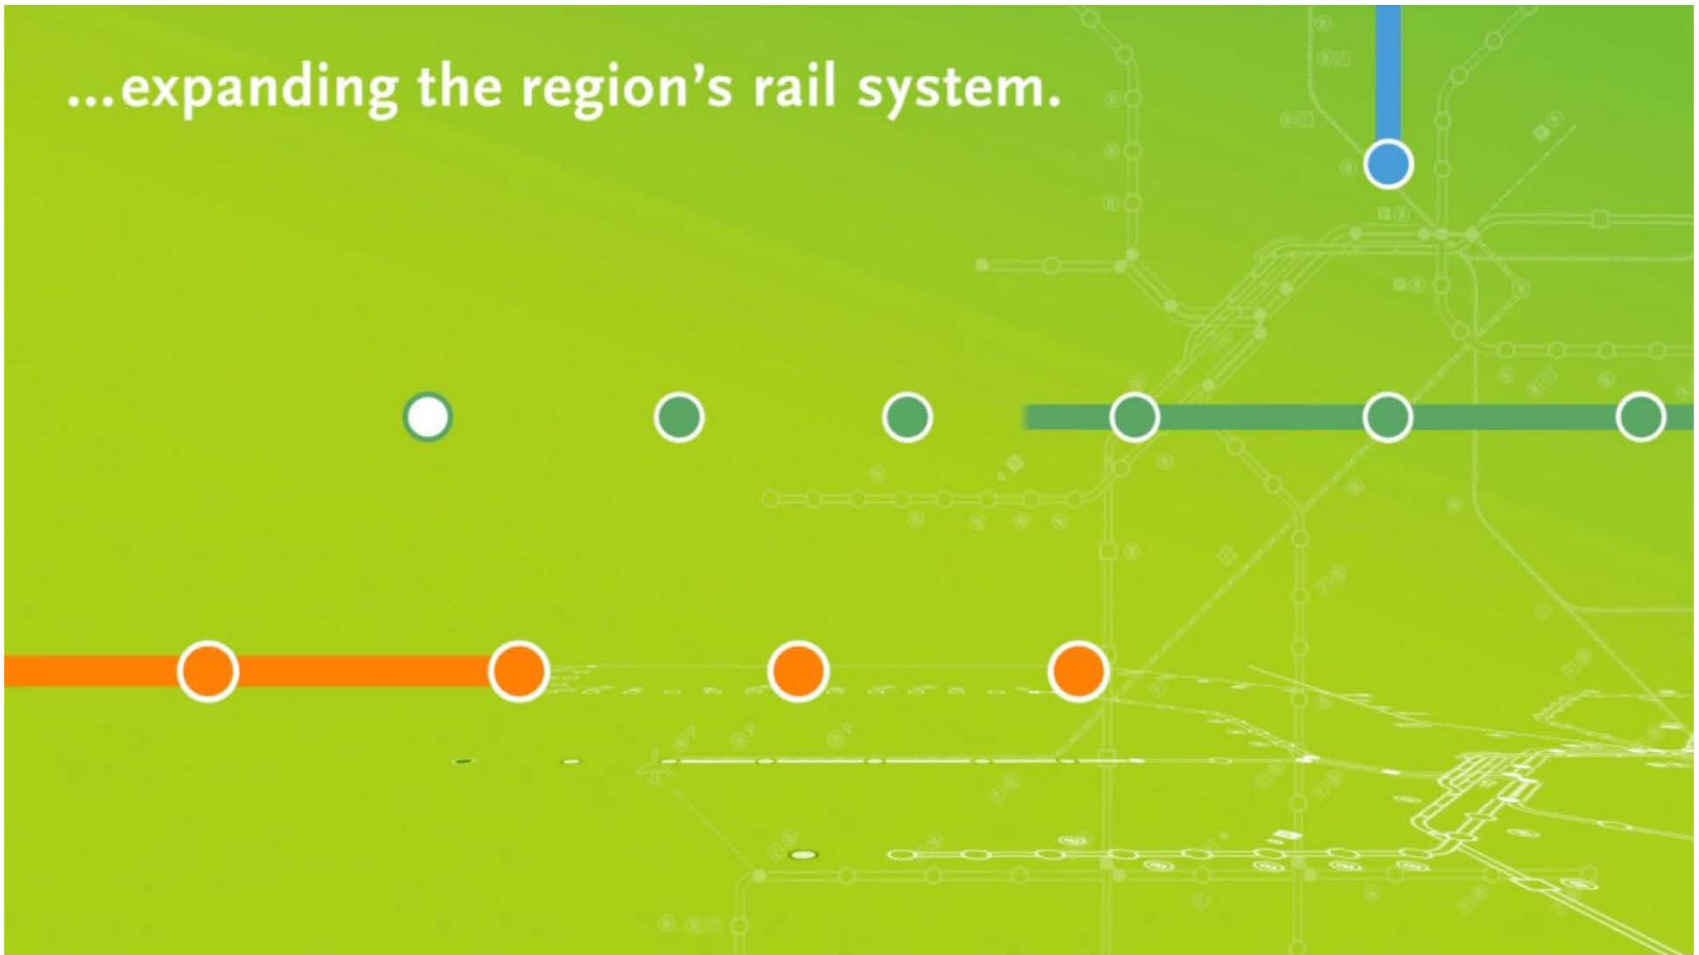 ...expanding the region’s rail system.